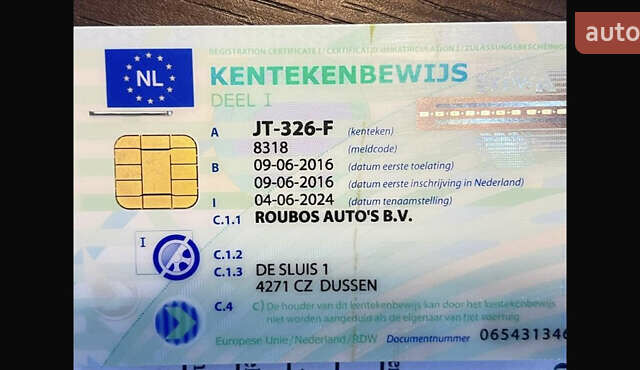 auto
REGISTRATION CERTIFICATE I / CERTIFICAT D'IMMATRICULATION I / ZULASSUNGSBESCHEINIGUNG
NL
KENTEKENBEWIJS
DEEL I
A JT-326-F (kenteken)
8318 (meldcode)
B 09-06-2016 (datum eerste toelating)
09-06-2016 (datum eerste inschrijving in Nederland)
I 04-06-2024 (datum tenaamstelling)
C.1.1 ROUBOS AUTO'S B.V.
I
C.1.2
C.1.3 DE SLUIS 1
4271 CZ DUSSEN
C.4 C) De houder van dit kentekenbewijs kan door het kentekenbewijs
niet worden aangeduid als de eigenaar van het voertuig
Europese Unie/Nederland/RDW Documentnummer 065431346